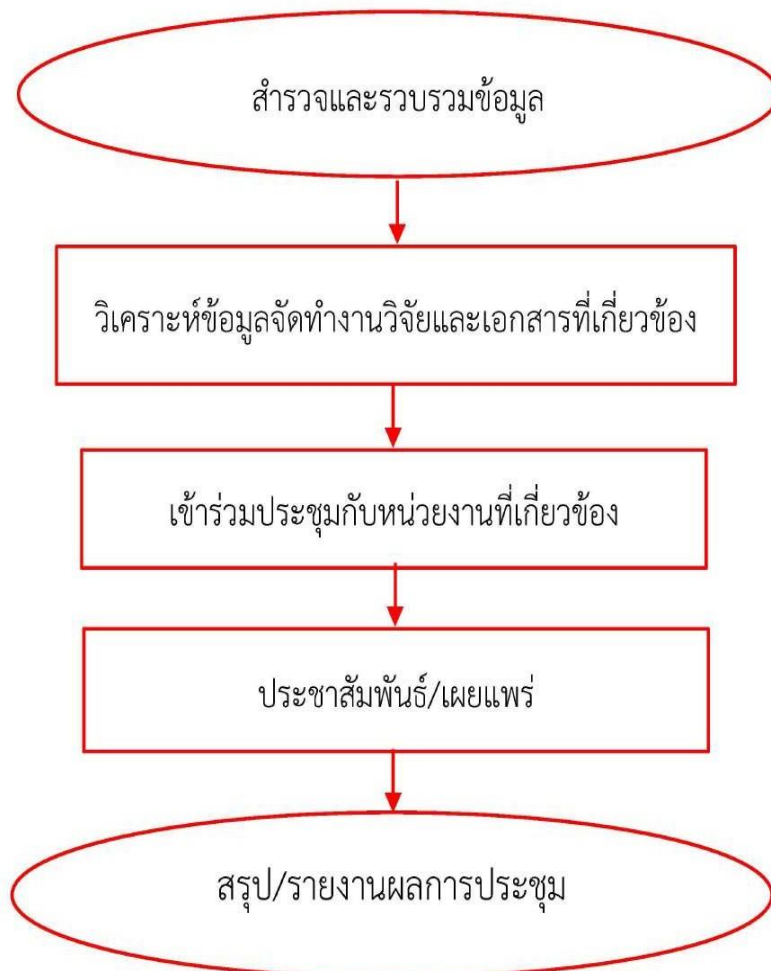 สำรวจและรวบรวมข้อมูล
วิเคราะห์ข้อมูลจัดทำงานวิจัยและเอกสารที่เกี่ยวข้อง
เข้าร่วมประชุมกับหน่วยงานที่เกี่ยวข้อง
ประชาสัมพันธ์/เผยแพร่
สรุป/รายงานผลการประชุม